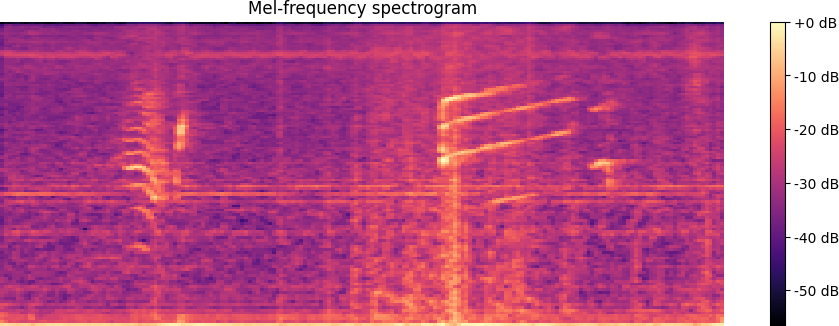 Mel-frequency spectrogram
+0 dB
-10 dB
-20 dB
-30 dB
-40 dB
-50 dB